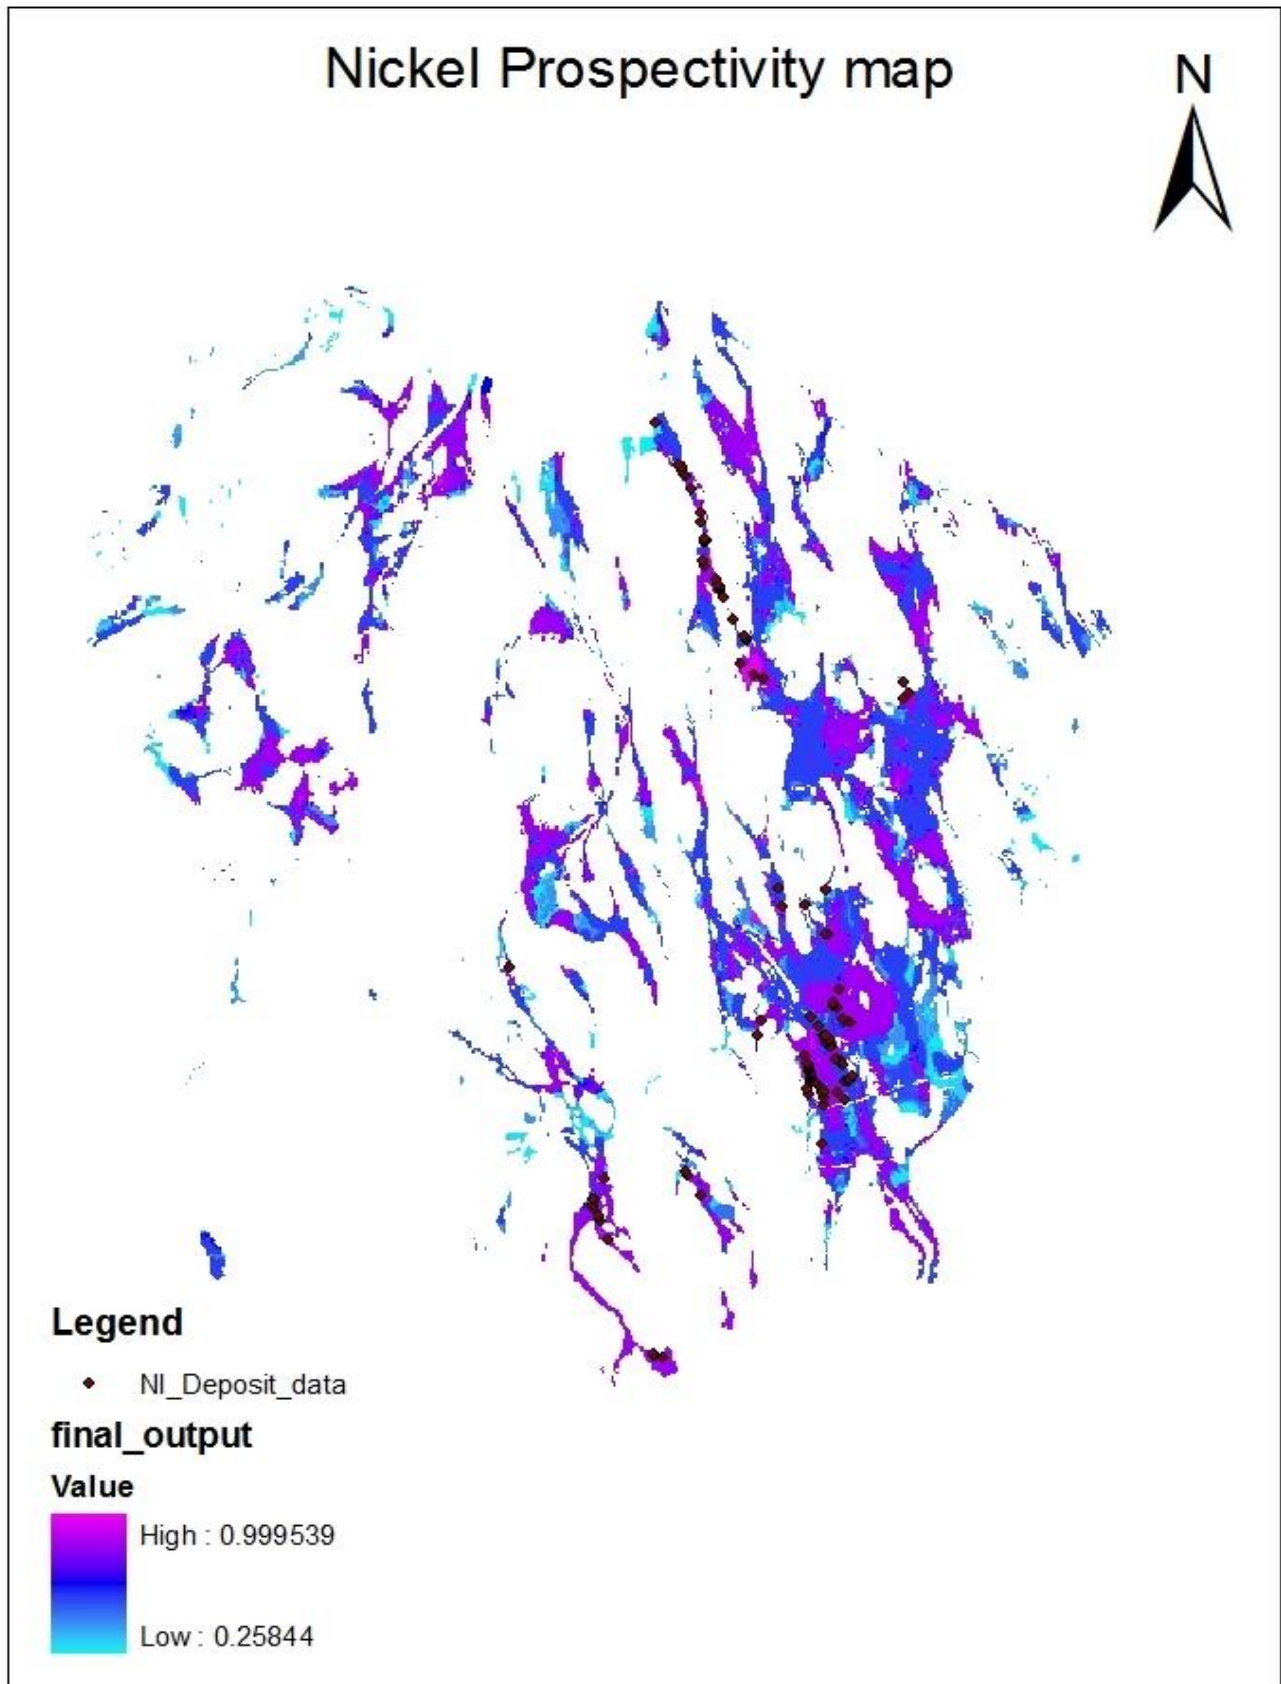 Nickel Prospectivity map
N
Legend
NI_Deposit_data
final_output
Value
High : 0.999539
Low : 0.25844